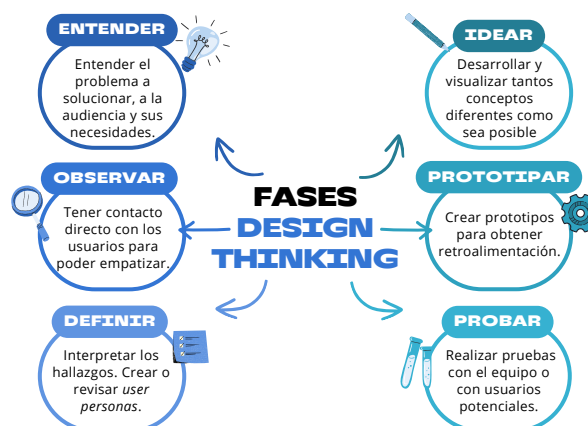 ENTENDER
Entender el
problema a
solucionar, a la
audiencia y sus
necesidades.
OBSERVAR
Tener contacto
directo con los
usuarios para
poder empatizar.
DEFINIR
Interpretar los
hallazgos. Crear o
revisar user
personas.
FASES
DESIGN
THINKING
IDEAR
Desarrollar y
visualizar tantos
conceptos
diferentes como
sea posible
PROTOTIPAR
Crear prototipos
para obtener
retroalimentación.
PROBAR
Realizar pruebas
con el equipo o
con usuarios
potenciales.